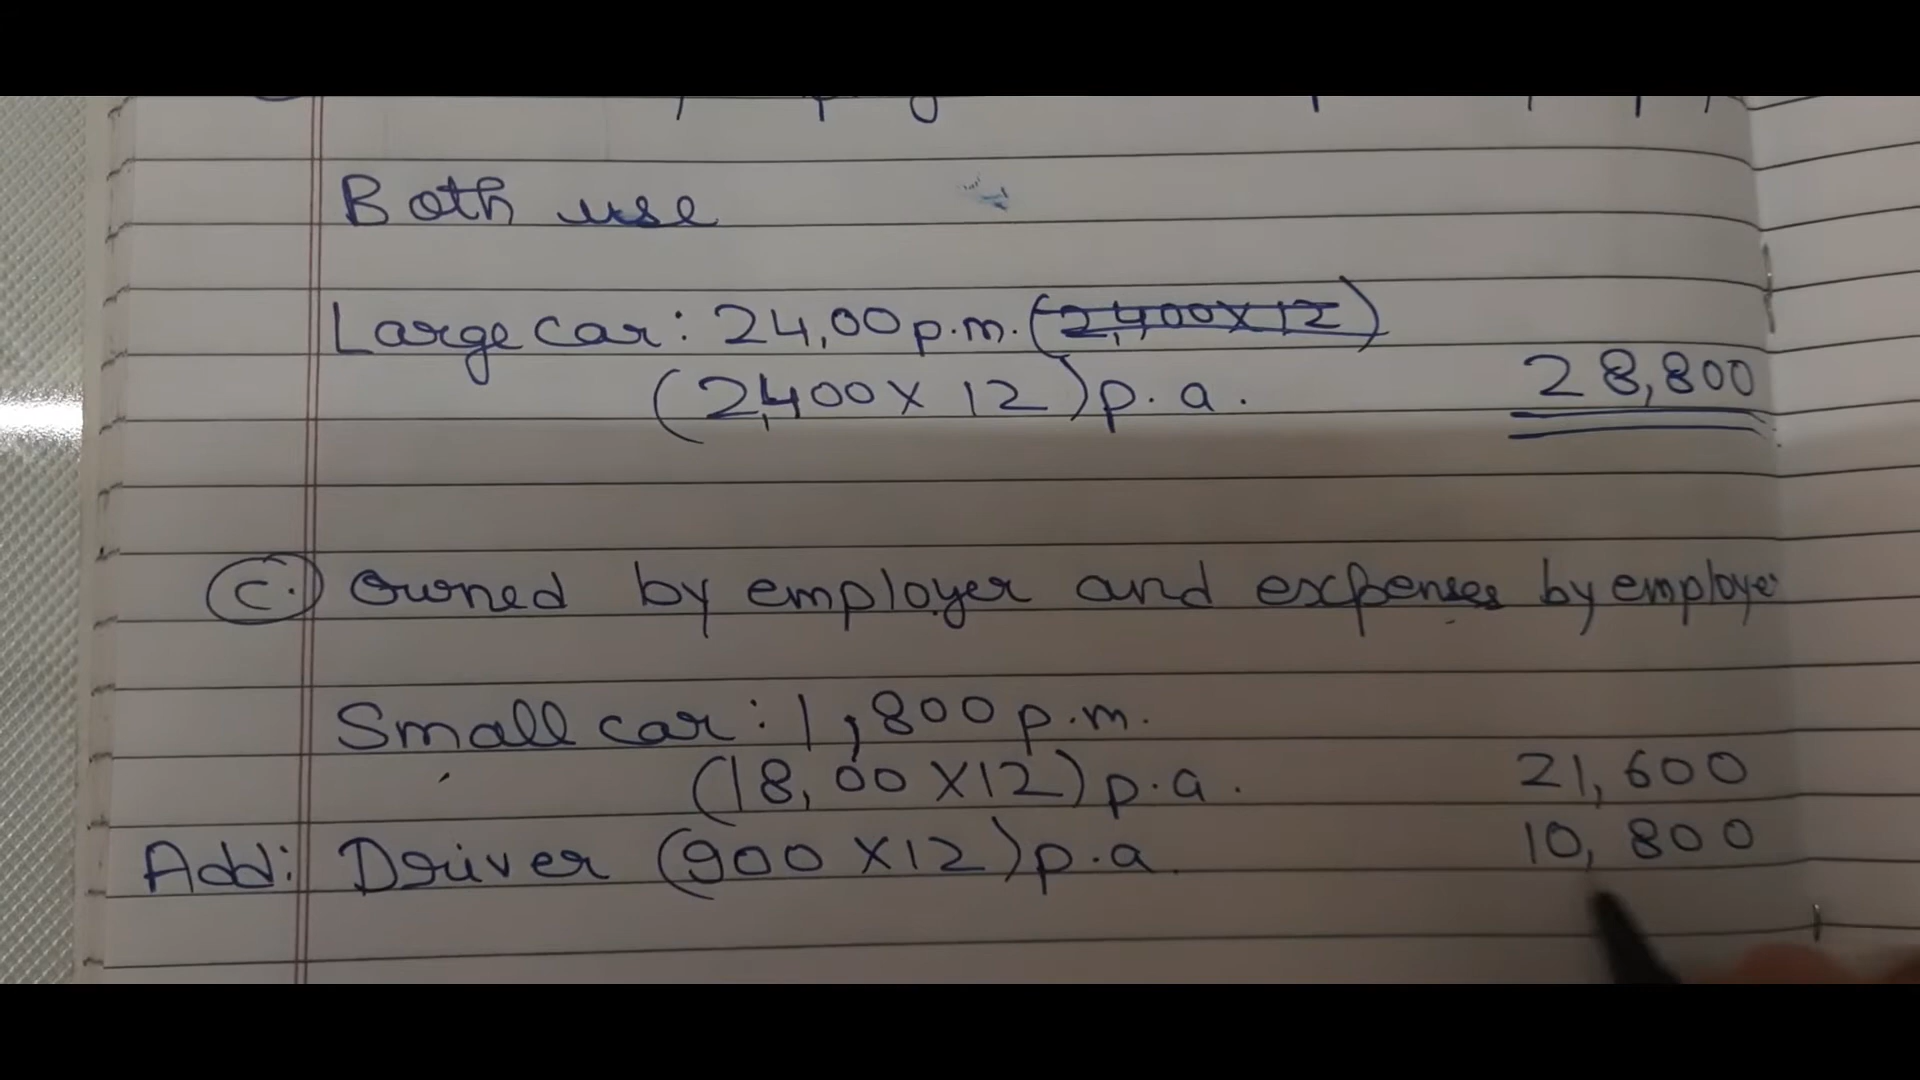 Both use
Large car: 24,00 p.m. (2,400 X 12)
(2,400 X 12) p.a. 28,800
C. Owned by employer and expenses by employer
Small car: 1,800 p.m.
(18,00 X 12) p.a. 21,600
Add: Driver (900 X 12) p.a. 10,800